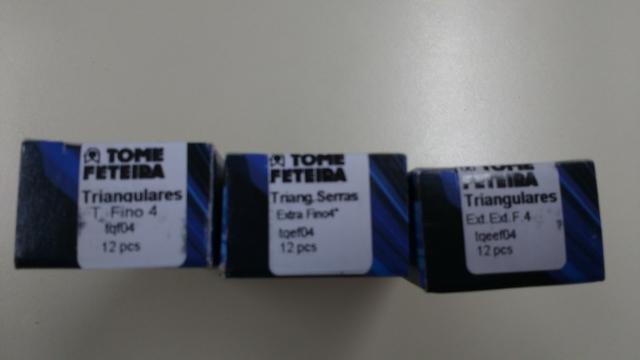 TOME
FETEIRA
Triangulares
T. Fino 4
tqf04
12 pcs
TOME
FETEIRA
Triang.Serras
Extra Fino4"
tqef04
12 pcs
TOME
FETEIRA
Triangulares
Ext.Ext.F.4
tqeef04
12 pcs